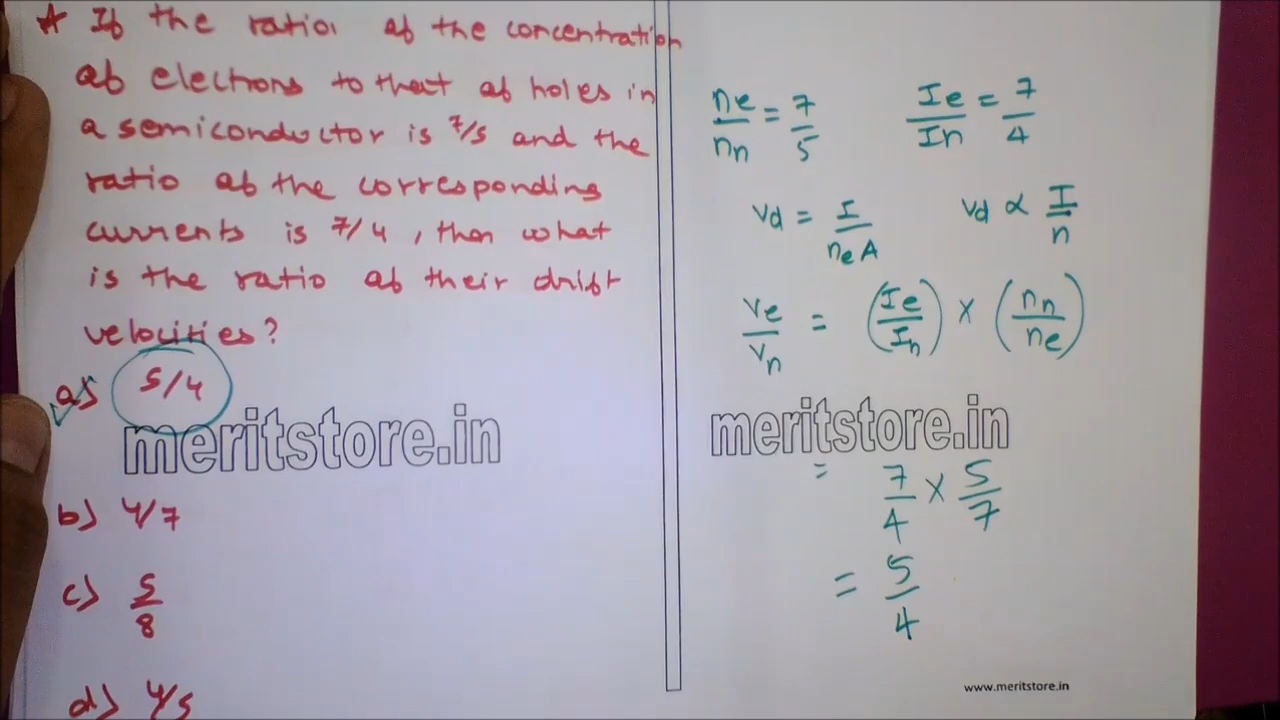 ★ If the ratio of the concentration
of electrons to that of holes in
a semiconductor is 7/5 and the
ratio of the corresponding
currents is 7/4, then what
is the ratio of their drift
velocities?
a) 5/4
meritstore.in
b) 4/7
c) 5/8
d) 4/5
ne/nn = 7/5 Ie/In = 7/4
Vd = I/neA Vd ∝ I/n
Ve/Vn = (Ie/In) × (nn/ne)
meritstore.in
= 7/4 × 5/7
= 5/4
www.meritstore.in